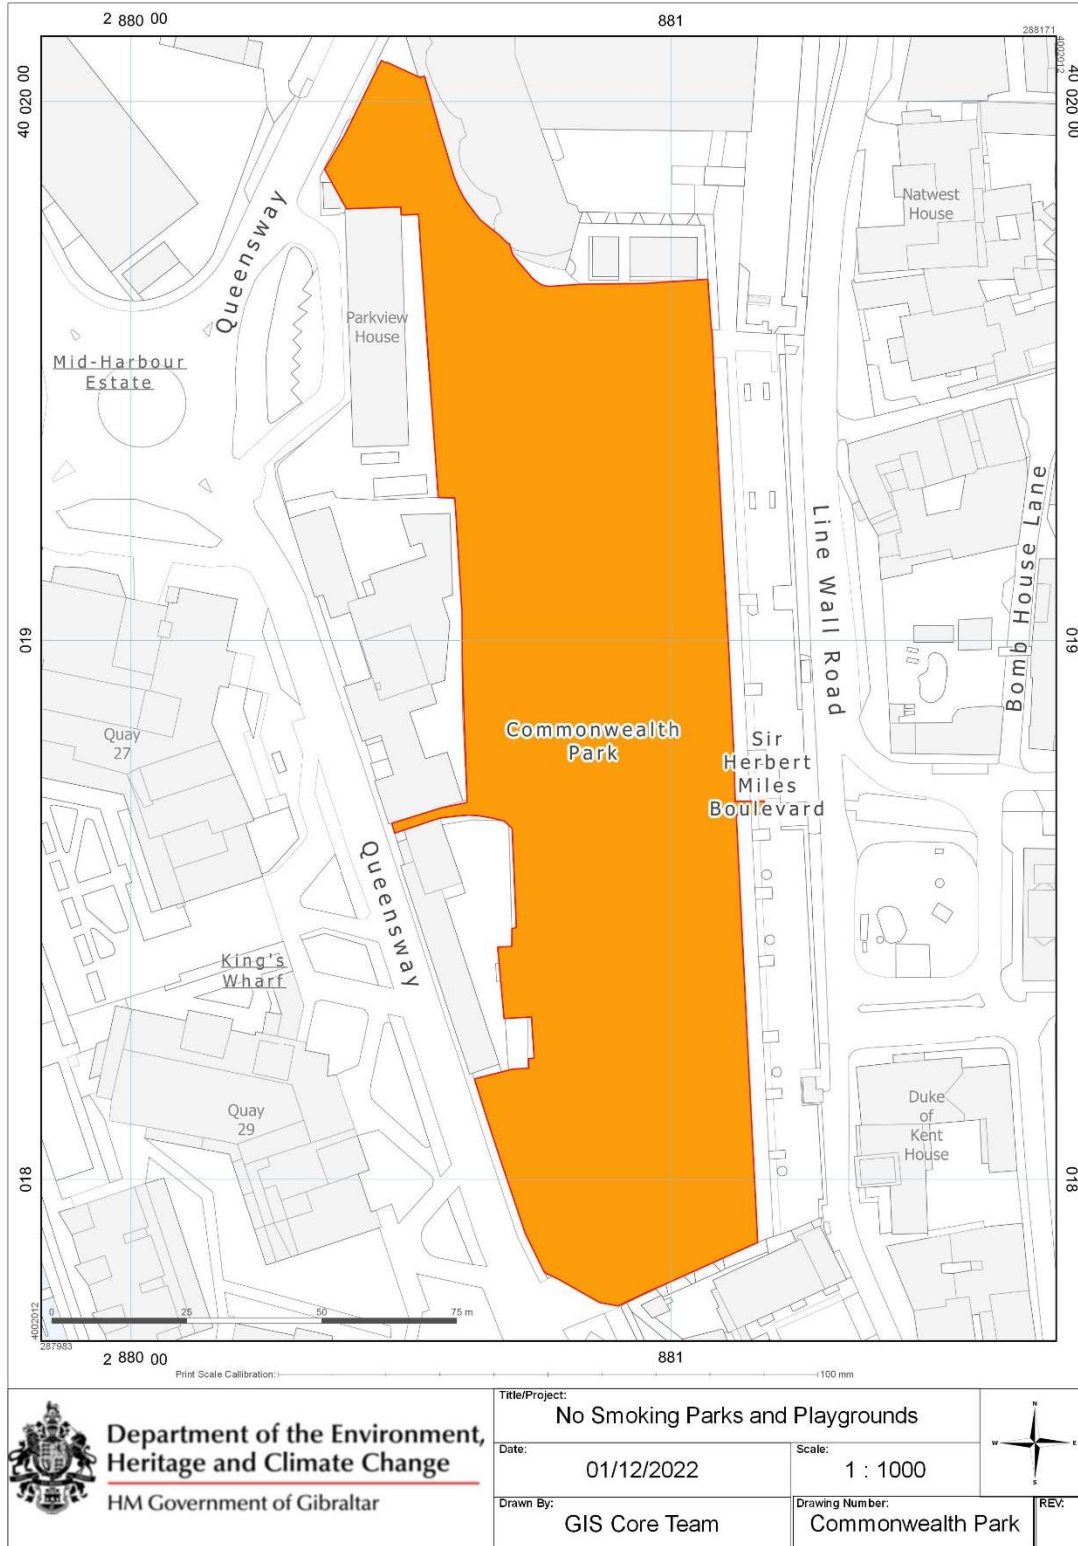 2 880 00
881
288171
4002012
40 020 00
40 020 00
Natwest
House
Queensway
Parkview
House
Mid-Harbour
Estate
Line Wall Road
Bomb House Lane
019
019
Quay
27
Commonwealth
Park
Sir
Herbert
Miles
Boulevard
Queensway
King's
Wharf
Quay
29
Duke
of
Kent
House
018
018
0 25 50 75 m
4002012
287983
2 880 00
881
Print Scale Callibration:
100 mm
Department of the Environment,
Heritage and Climate Change
HM Government of Gibraltar
Title/Project:
No Smoking Parks and Playgrounds
Date:
01/12/2022
Scale:
1 : 1000
N
W
E
S
Drawn By:
GIS Core Team
Drawing Number:
Commonwealth Park
REV: